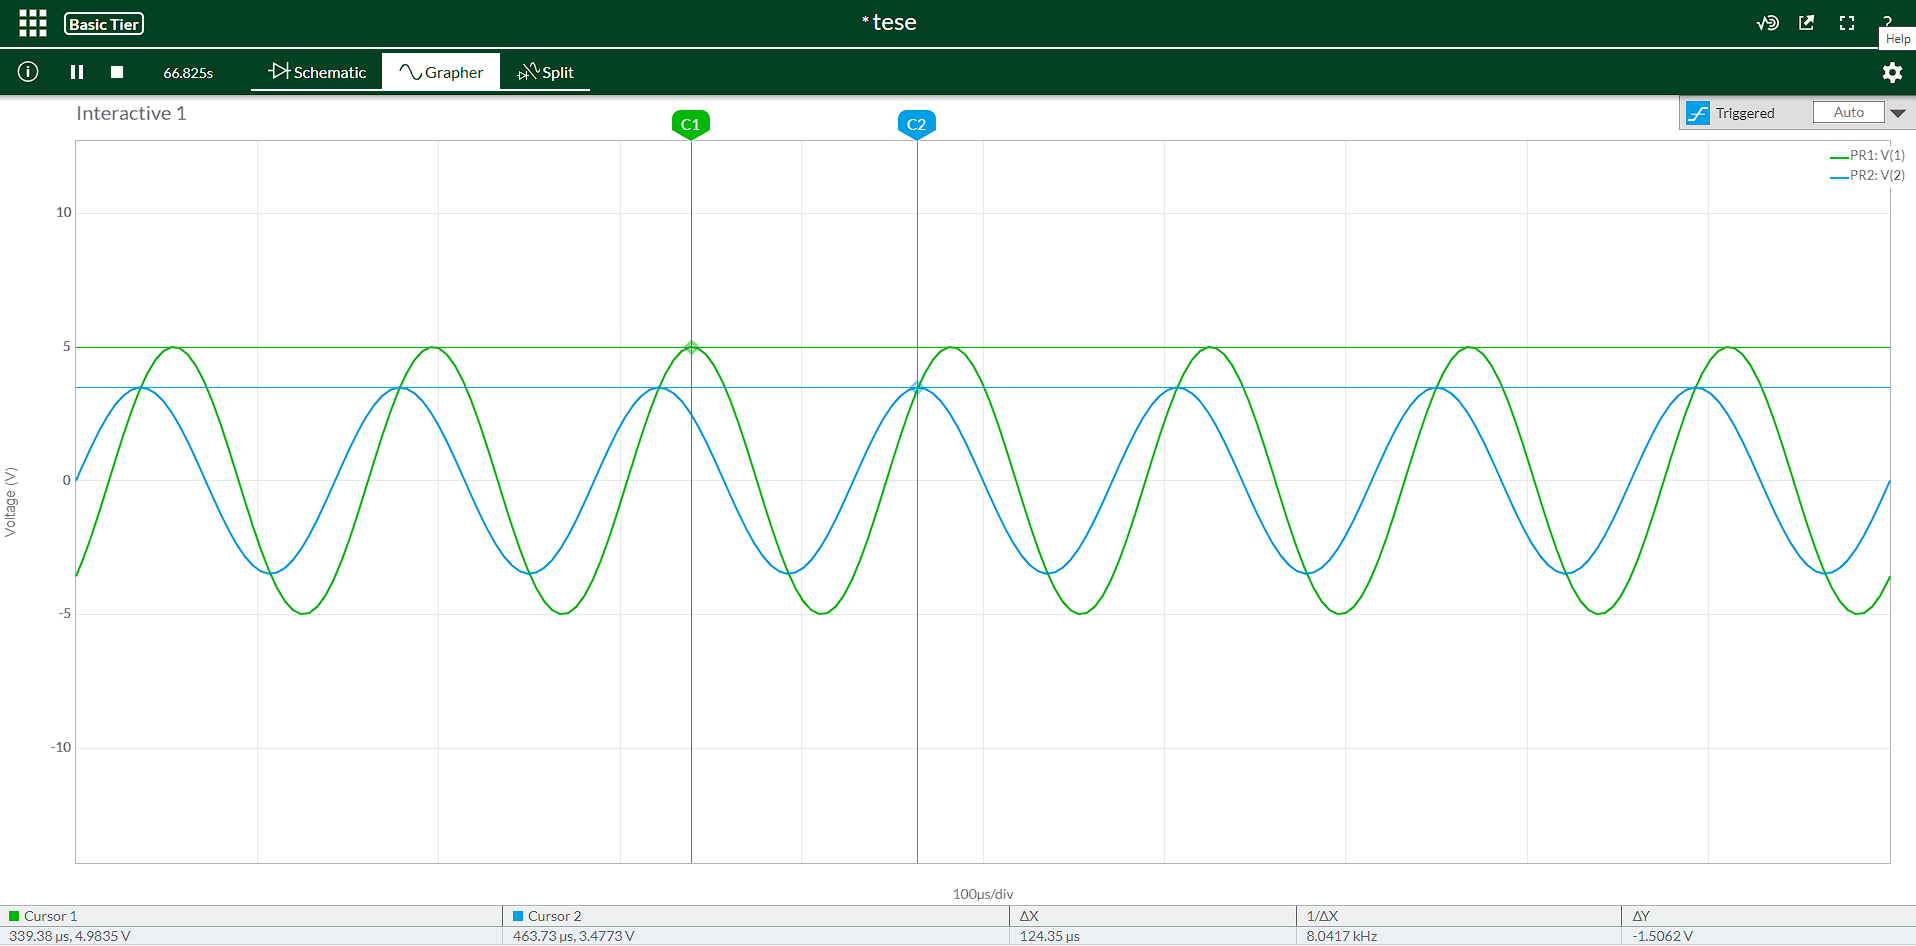 Basic Tier
*tese
?
Help
66.825s
Schematic
Grapher
Split
Interactive 1
C1
C2
Triggered
Auto
PR1: V(1)
PR2: V(2)
10
5
0
-5
-10
Voltage (V)
100µs/div
Cursor 1
Cursor 2
ΔX
1/ΔX
ΔY
339.38 µs, 4.9835 V
463.73 µs, 3.4773 V
124.35 µs
8.0417 kHz
-1.5062 V